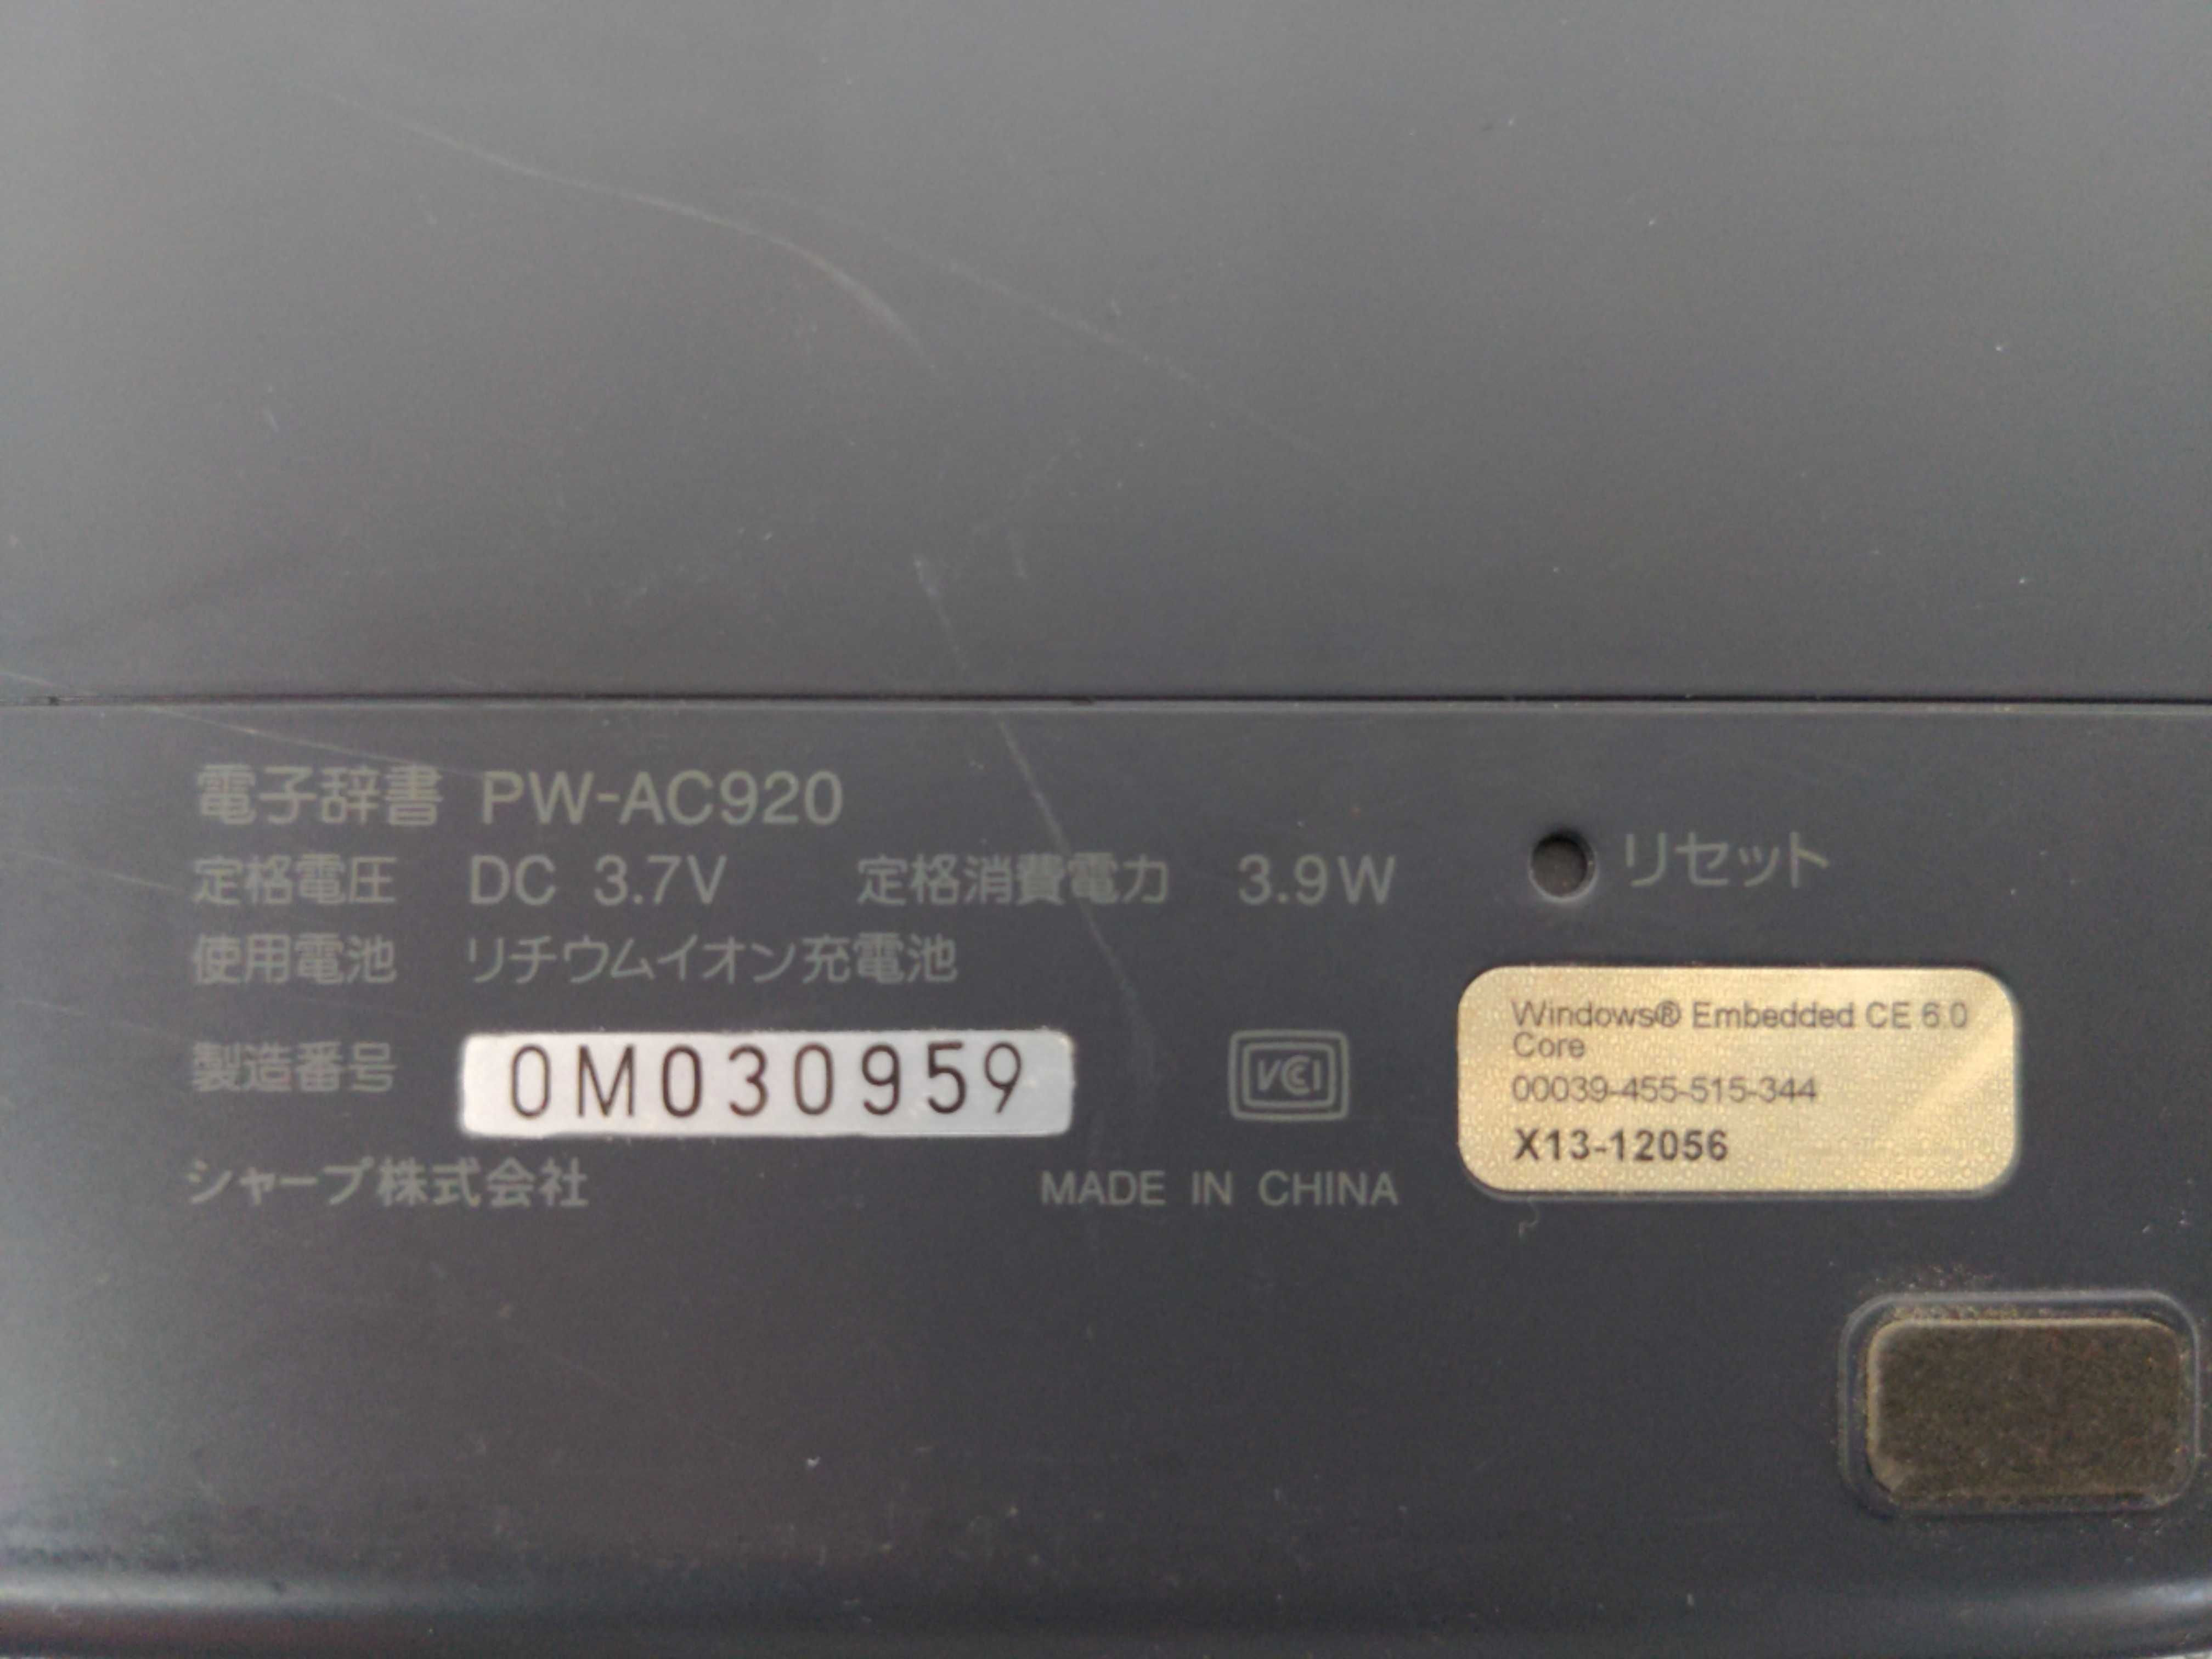 電子辞書 PW-AC920
定格電圧 DC 3.7V 定格消費電力 3.9W
リセット
使用電池 リチウムイオン充電池
製造番号 0M030959
VCI
Windows® Embedded CE 6.0
Core
00039-455-515-344
X13-12056
シャープ株式会社
MADE IN CHINA